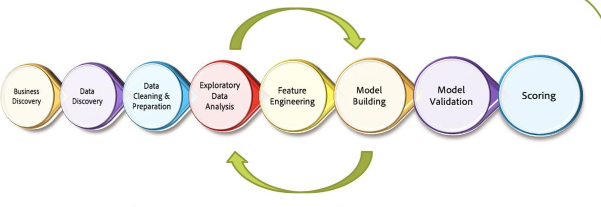 Business
Discovery
Data
Discovery
Data
Cleaning &
Preparation
Exploratory
Data
Analysis
Feature
Engineering
Model
Building
Model
Validation
Scoring